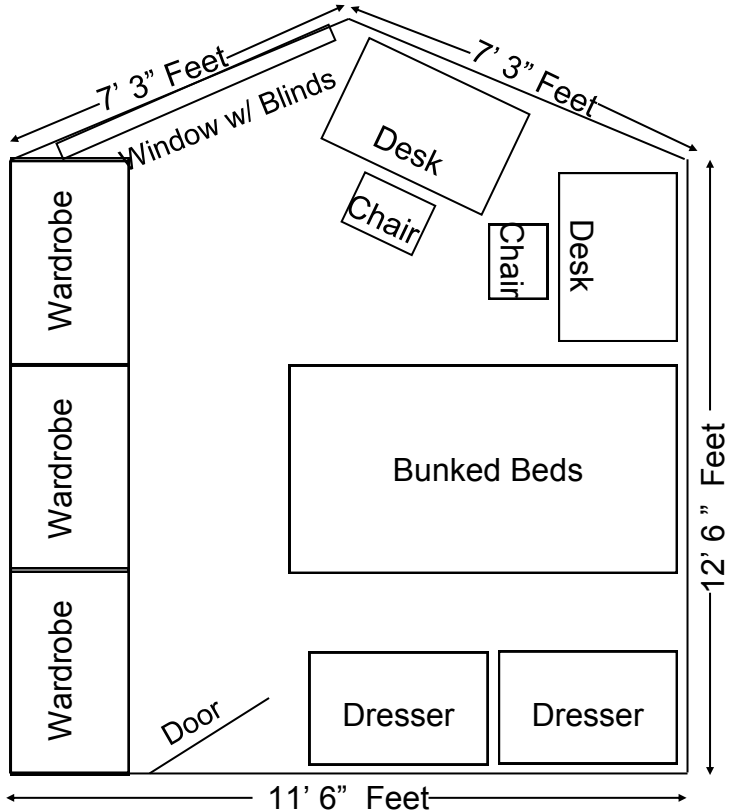 7’ 3” Feet
7’ 3” Feet
Window w/ Blinds
Desk
Chair
Chair
Desk
Wardrobe
Wardrobe
Wardrobe
Bunked Beds
12’ 6 ” Feet
Door
Dresser
Dresser
11’ 6” Feet